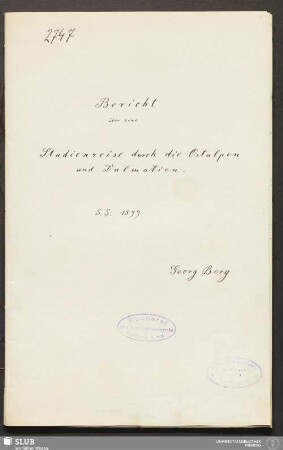 2747
Bericht
über eine
Studienreise durch die Ostalpen
und Dalmatien.
S.S. 1899
Georg Berg
Bücherei
SLUB
Wir führen Wissen.
UNIVERSITÄTSBIBLIOTHEK
FREIBERG